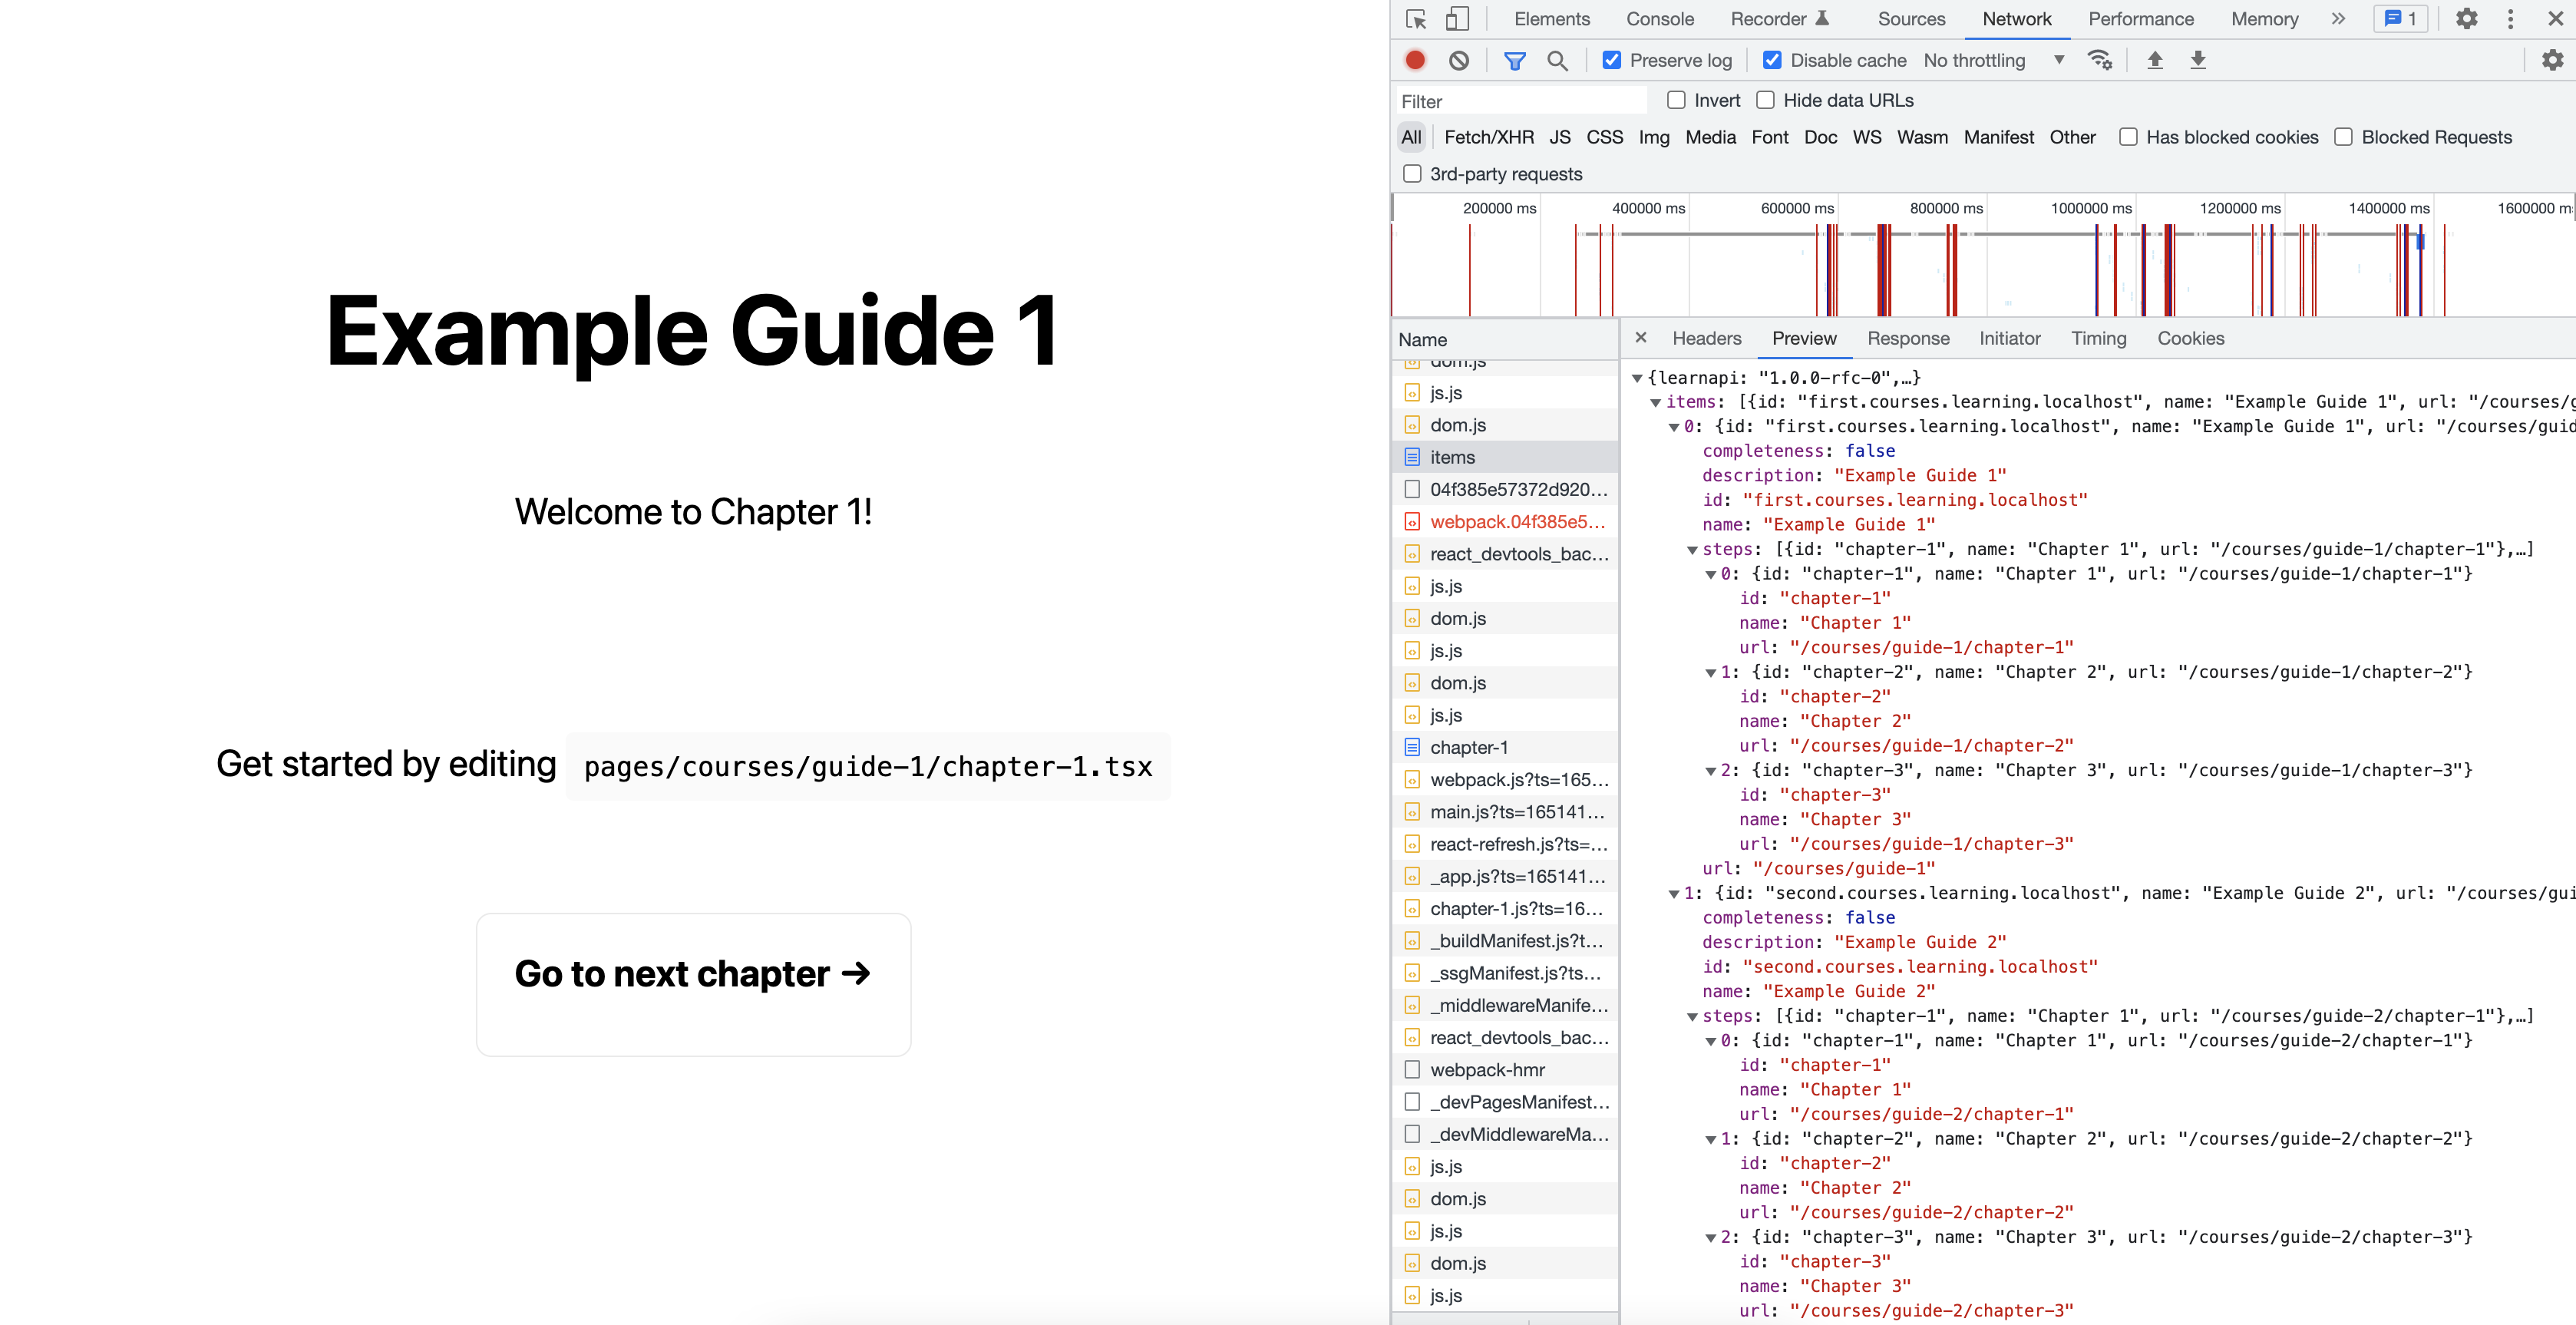 Example Guide 1
Welcome to Chapter 1!
Get started by editing pages/courses/guide-1/chapter-1.tsx
Go to next chapter →
Elements Console Recorder Sources Network Performance Memory » 1
Preserve log Disable cache No throttling
Filter Invert Hide data URLs
All Fetch/XHR JS CSS Img Media Font Doc WS Wasm Manifest Other Has blocked cookies Blocked Requests
3rd-party requests
200000 ms 400000 ms 600000 ms 800000 ms 1000000 ms 1200000 ms 1400000 ms 1600000 m
Name
dom.js
js.js
dom.js
items
04f385e57372d920...
webpack.04f385e5...
react_devtools_bac...
js.js
dom.js
js.js
dom.js
js.js
chapter-1
webpack.js?ts=165...
main.js?ts=165141...
react-refresh.js?ts=...
_app.js?ts=165141...
chapter-1.js?ts=16...
_buildManifest.js?t...
_ssgManifest.js?ts...
_middlewareManife...
react_devtools_bac...
webpack-hmr
_devPagesManifest...
_devMiddlewareMa...
js.js
dom.js
js.js
dom.js
js.js
× Headers Preview Response Initiator Timing Cookies
▼{learnapi: "1.0.0-rfc-0",…}
▼items: [{id: "first.courses.learning.localhost", name: "Example Guide 1", url: "/courses/g
▼0: {id: "first.courses.learning.localhost", name: "Example Guide 1", url: "/courses/guid
completeness: false
description: "Example Guide 1"
id: "first.courses.learning.localhost"
name: "Example Guide 1"
▼steps: [{id: "chapter-1", name: "Chapter 1", url: "/courses/guide-1/chapter-1"},…]
▼0: {id: "chapter-1", name: "Chapter 1", url: "/courses/guide-1/chapter-1"}
id: "chapter-1"
name: "Chapter 1"
url: "/courses/guide-1/chapter-1"
▼1: {id: "chapter-2", name: "Chapter 2", url: "/courses/guide-1/chapter-2"}
id: "chapter-2"
name: "Chapter 2"
url: "/courses/guide-1/chapter-2"
▼2: {id: "chapter-3", name: "Chapter 3", url: "/courses/guide-1/chapter-3"}
id: "chapter-3"
name: "Chapter 3"
url: "/courses/guide-1/chapter-3"
url: "/courses/guide-1"
▼1: {id: "second.courses.learning.localhost", name: "Example Guide 2", url: "/courses/gui
completeness: false
description: "Example Guide 2"
id: "second.courses.learning.localhost"
name: "Example Guide 2"
▼steps: [{id: "chapter-1", name: "Chapter 1", url: "/courses/guide-2/chapter-1"},…]
▼0: {id: "chapter-1", name: "Chapter 1", url: "/courses/guide-2/chapter-1"}
id: "chapter-1"
name: "Chapter 1"
url: "/courses/guide-2/chapter-1"
▼1: {id: "chapter-2", name: "Chapter 2", url: "/courses/guide-2/chapter-2"}
id: "chapter-2"
name: "Chapter 2"
url: "/courses/guide-2/chapter-2"
▼2: {id: "chapter-3", name: "Chapter 3", url: "/courses/guide-2/chapter-3"}
id: "chapter-3"
name: "Chapter 3"
url: "/courses/guide-2/chapter-3"